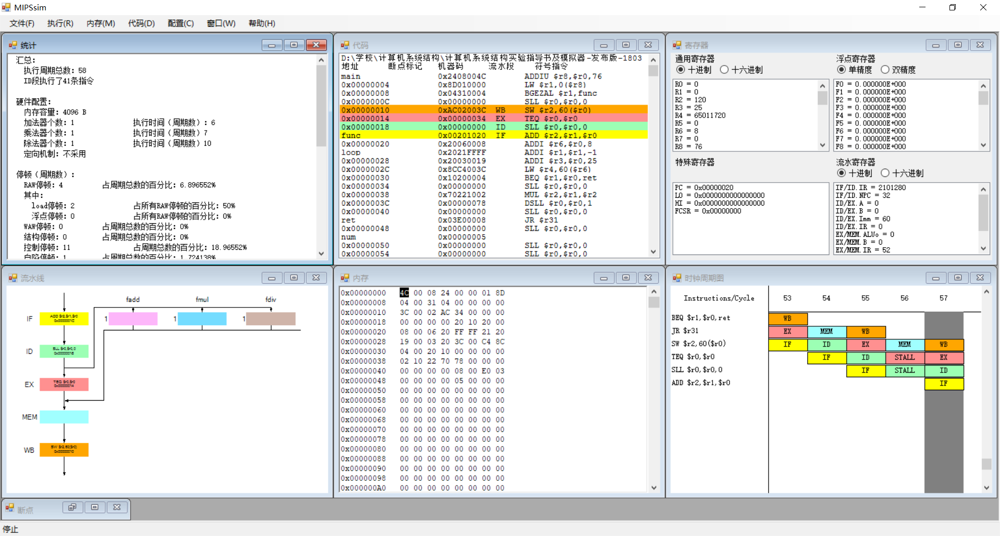 MIPSsim
文件(F) 执行(R) 内存(M) 代码(D) 配置(C) 窗口(W) 帮助(H)
统计
汇总:
执行周期总数: 58
ID段执行了41条指令
硬件配置:
内存容量: 4096 B
加法器个数: 1 执行时间（周期数）: 6
乘法器个数: 1 执行时间（周期数）7
除法器个数: 1 执行时间（周期数）10
定向机制: 不采用
停顿（周期数）:
RAW停顿: 4 占周期总数的百分比: 6.896552%
其中:
load停顿: 2 占所有RAW停顿的百分比: 50%
浮点停顿: 0 占所有RAW停顿的百分比: 0%
WAW停顿: 0 占周期总数的百分比: 0%
结构停顿: 0 占周期总数的百分比: 0%
控制停顿: 11 占周期总数的百分比: 18.96552%
自陷停顿: 1 占周期总数的百分比: 1.724138%
代码
D:\学校\计算机系统结构\计算机系统结构实验指导书及模拟器-发布版-1803
地址 断点标记 机器码 流水段 符号指令
main 0x2408004C ADDIU $r8,$r0,76
0x00000004 0x8D010000 LW $r1,0($r8)
0x00000008 0x04310004 BGEZAL $r1,func
0x0000000C 0x00000000 SLL $r0,$r0,0
0x00000010 0xAC02003C WB SW $r2,60($r0)
0x00000014 0x00000034 EX TEQ $r0,$r0
0x00000018 0x00000000 ID SLL $r0,$r0,0
func 0x00201020 IF ADD $r2,$r1,$r0
0x00000020 0x20060008 ADDI $r6,$r0,8
loop 0x2021FFFF ADDI $r1,$r1,-1
0x00000028 0x20030019 ADDI $r3,$r0,25
0x0000002C 0x8CC4003C LW $r4,60($r6)
0x00000030 0x10200004 BEQ $r1,$r0,ret
0x00000034 0x00000000 SLL $r0,$r0,0
0x00000038 0x70221002 MUL $r2,$r1,$r2
0x0000003C 0x00000078 DSLL $r0,$r0,1
0x00000040 0x00000000 SLL $r0,$r0,0
ret 0x03E00008 JR $r31
0x00000048 0x00000000 SLL $r0,$r0,0
num 0x00000005
0x00000050 0x00000000 SLL $r0,$r0,0
0x00000054 0x00000000 SLL $r0,$r0,0
寄存器
通用寄存器
十进制 十六进制
R0 = 0
R1 = 0
R2 = 120
R3 = 25
R4 = 65011720
R5 = 0
R6 = 8
R7 = 0
R8 = 76
浮点寄存器
单精度 双精度
F0 = 0.000000E+000
F1 = 0.000000E+000
F2 = 0.000000E+000
F3 = 0.000000E+000
F4 = 0.000000E+000
F5 = 0.000000E+000
F6 = 0.000000E+000
F7 = 0.000000E+000
F8 = 0.000000E+000
特殊寄存器
PC = 0x00000020
LO = 0x0000000000000000
HI = 0x0000000000000000
FCSR = 0x00000000
流水寄存器
十进制 十六进制
IF/ID.IR = 2101280
IF/ID.NPC = 32
ID/EX.A = 0
ID/EX.B = 0
ID/EX.Imm = 60
ID/EX.IR = 0
EX/MEM.ALUo = 0
EX/MEM.B = 0
EX/MEM.IR = 52
流水线
fadd fmul fdiv
IF ADD $r2,$r1,$r0 1 1 1
0x0000001C
ID SLL $r0,$r0,0
0x00000018
EX TEQ $r0,$r0
0x00000014
MEM
WB SW $r2,60($r0)
0x00000010
内存
0x00000000 4C 00 08 24 00 00 01 8D
0x00000008 04 00 31 04 00 00 00 00
0x00000010 3C 00 02 AC 34 00 00 00
0x00000018 00 00 00 00 20 10 20 00
0x00000020 08 00 06 20 FF FF 21 20
0x00000028 19 00 03 20 3C 00 C4 8C
0x00000030 04 00 20 10 00 00 00 00
0x00000038 02 10 22 70 78 00 00 00
0x00000040 00 00 00 00 08 00 E0 03
0x00000048 00 00 00 00 05 00 00 00
0x00000050 00 00 00 00 00 00 00 00
0x00000058 00 00 00 00 00 00 00 00
0x00000060 00 00 00 00 00 00 00 00
0x00000068 00 00 00 00 00 00 00 00
0x00000070 00 00 00 00 00 00 00 00
0x00000078 00 00 00 00 00 00 00 00
0x00000080 00 00 00 00 00 00 00 00
0x00000088 00 00 00 00 00 00 00 00
0x00000090 00 00 00 00 00 00 00 00
0x00000098 00 00 00 00 00 00 00 00
0x000000A0 00 00 00 00 00 00 00 00
时钟周期图
Instructions/Cycle 53 54 55 56 57
BEQ $r1,$r0,ret WB
JR $r31 EX MEM WB
SW $r2,60($r0) IF ID EX MEM WB
TEQ $r0,$r0 IF ID STALL EX
SLL $r0,$r0,0 IF STALL ID
ADD $r2,$r1,$r0 IF
断点
停止